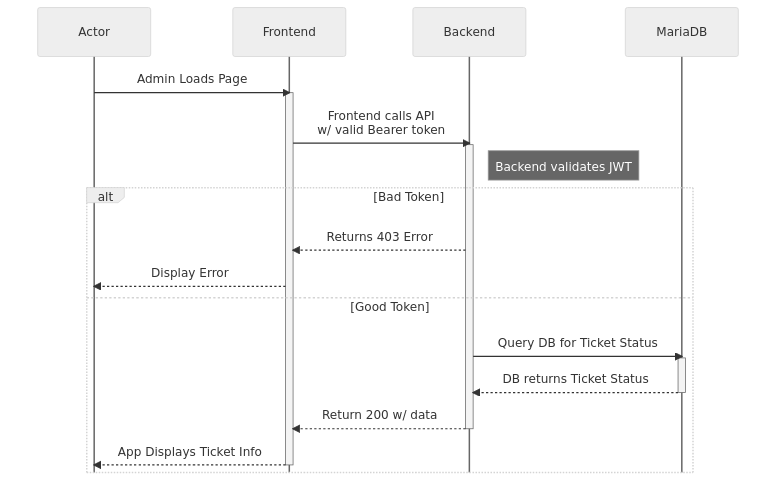 Actor
Frontend
Backend
MariaDB
Admin Loads Page
Frontend calls API
w/ valid Bearer token
Backend validates JWT
alt
[Bad Token]
Returns 403 Error
Display Error
[Good Token]
Query DB for Ticket Status
DB returns Ticket Status
Return 200 w/ data
App Displays Ticket Info